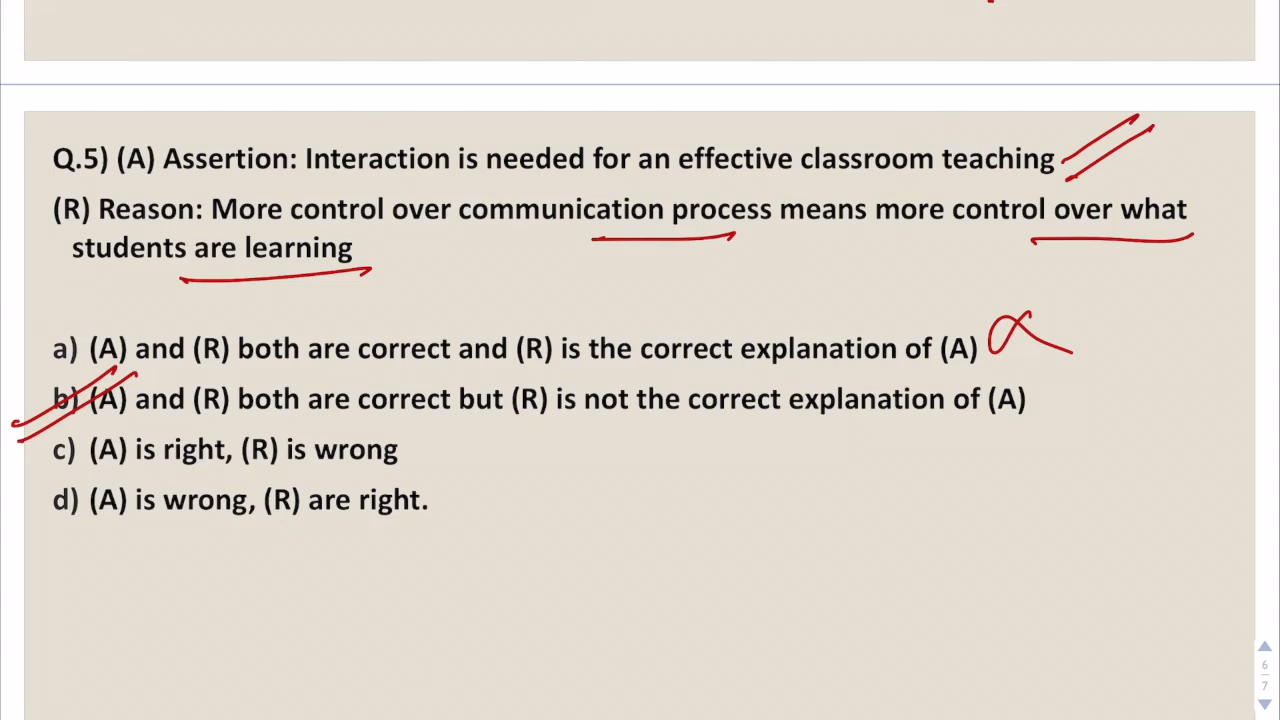 Q.5) (A) Assertion: Interaction is needed for an effective classroom teaching
(R) Reason: More control over communication process means more control over what
students are learning
a) (A) and (R) both are correct and (R) is the correct explanation of (A)
b) (A) and (R) both are correct but (R) is not the correct explanation of (A)
c) (A) is right, (R) is wrong
d) (A) is wrong, (R) are right.
6
7